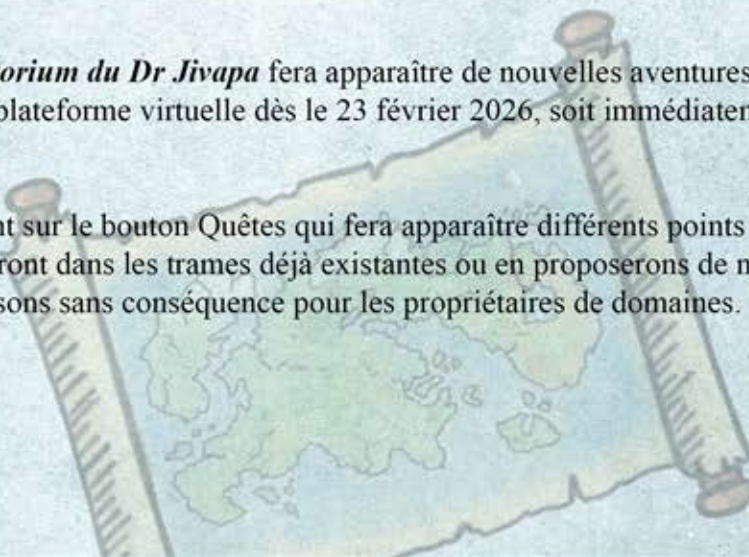 orium du Dr Jivapa fera apparaître de nouvelles aventures
plateforme virtuelle dès le 23 février 2026, soit immédiaten
nt sur le bouton Quêtes qui fera apparaître différents points
ront dans les trames déjà existantes ou en proposerons de n
sons sans conséquence pour les propriétaires de domaines.